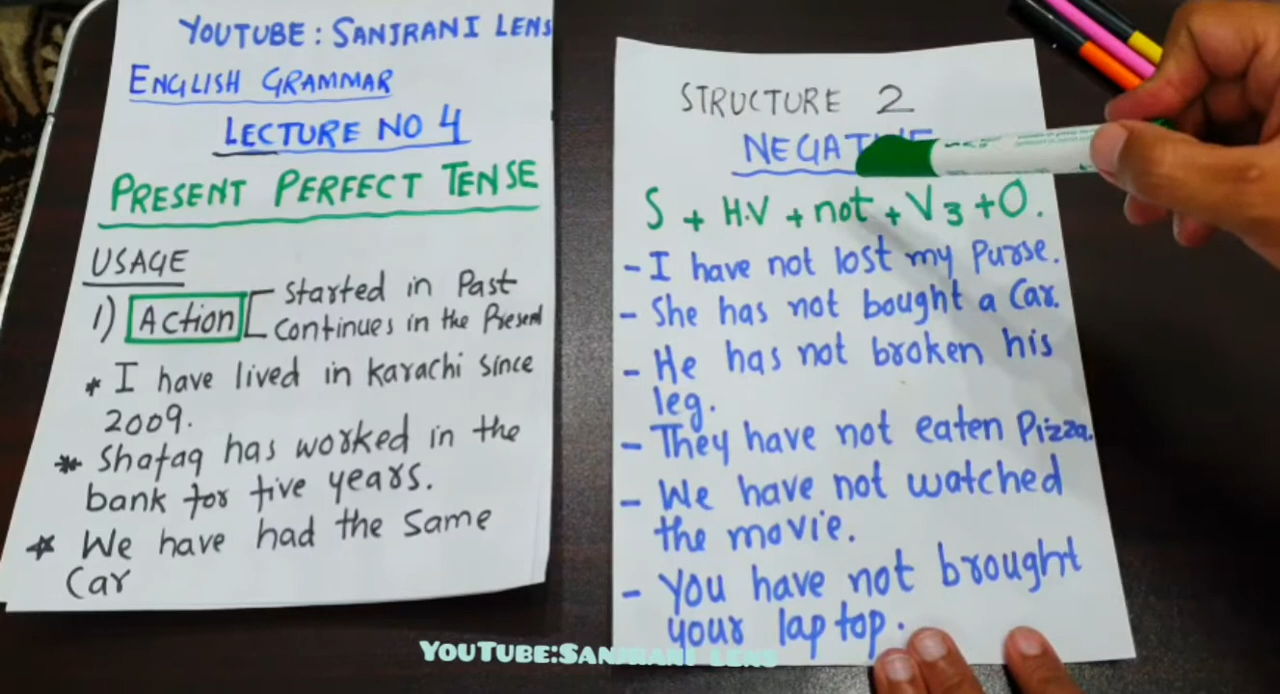 YOUTUBE: SANJRANI LENS
ENGLISH GRAMMAR
LECTURE NO 4
PRESENT PERFECT TENSE
USAGE
1) Action Started in Past
continues in the Present
* I have lived in karachi since
2009.
* Shafaq has worked in the
bank for five years.
* We have had the Same
Car
STRUCTURE 2
S + H.V + not + V3 + O.
- I have not lost my Purse.
- She has not bought a Car.
- He has not broken his
leg.
- They have not eaten Pizza.
- We have not watched
the movie.
- You have not brought
your laptop.
YOUTUBE:SANJRANI LENS